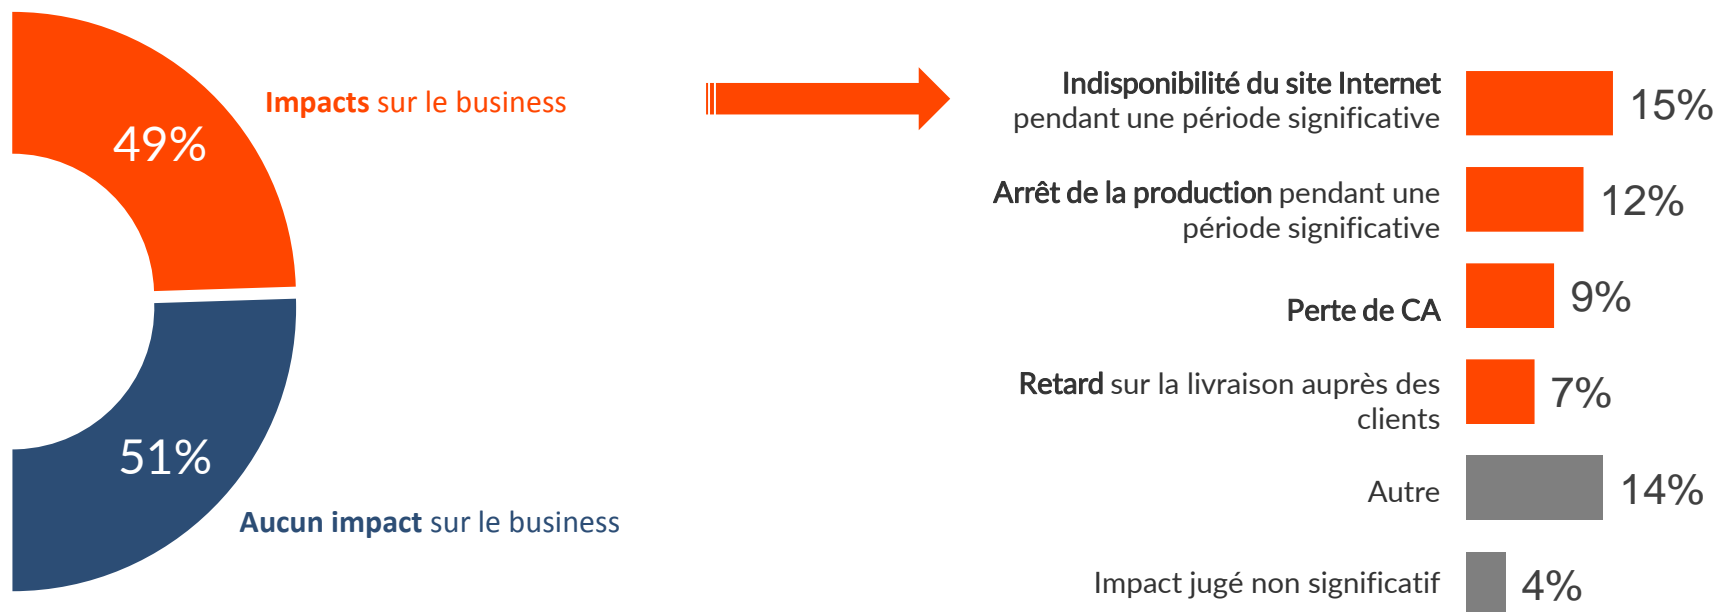 49%
Impacts sur le business
51%
Aucun impact sur le business
Indisponibilité du site Internet
pendant une période significative
15%
Arrêt de la production pendant une
période significative
12%
Perte de CA
9%
Retard sur la livraison auprès des
clients
7%
Autre
14%
Impact jugé non significatif
4%